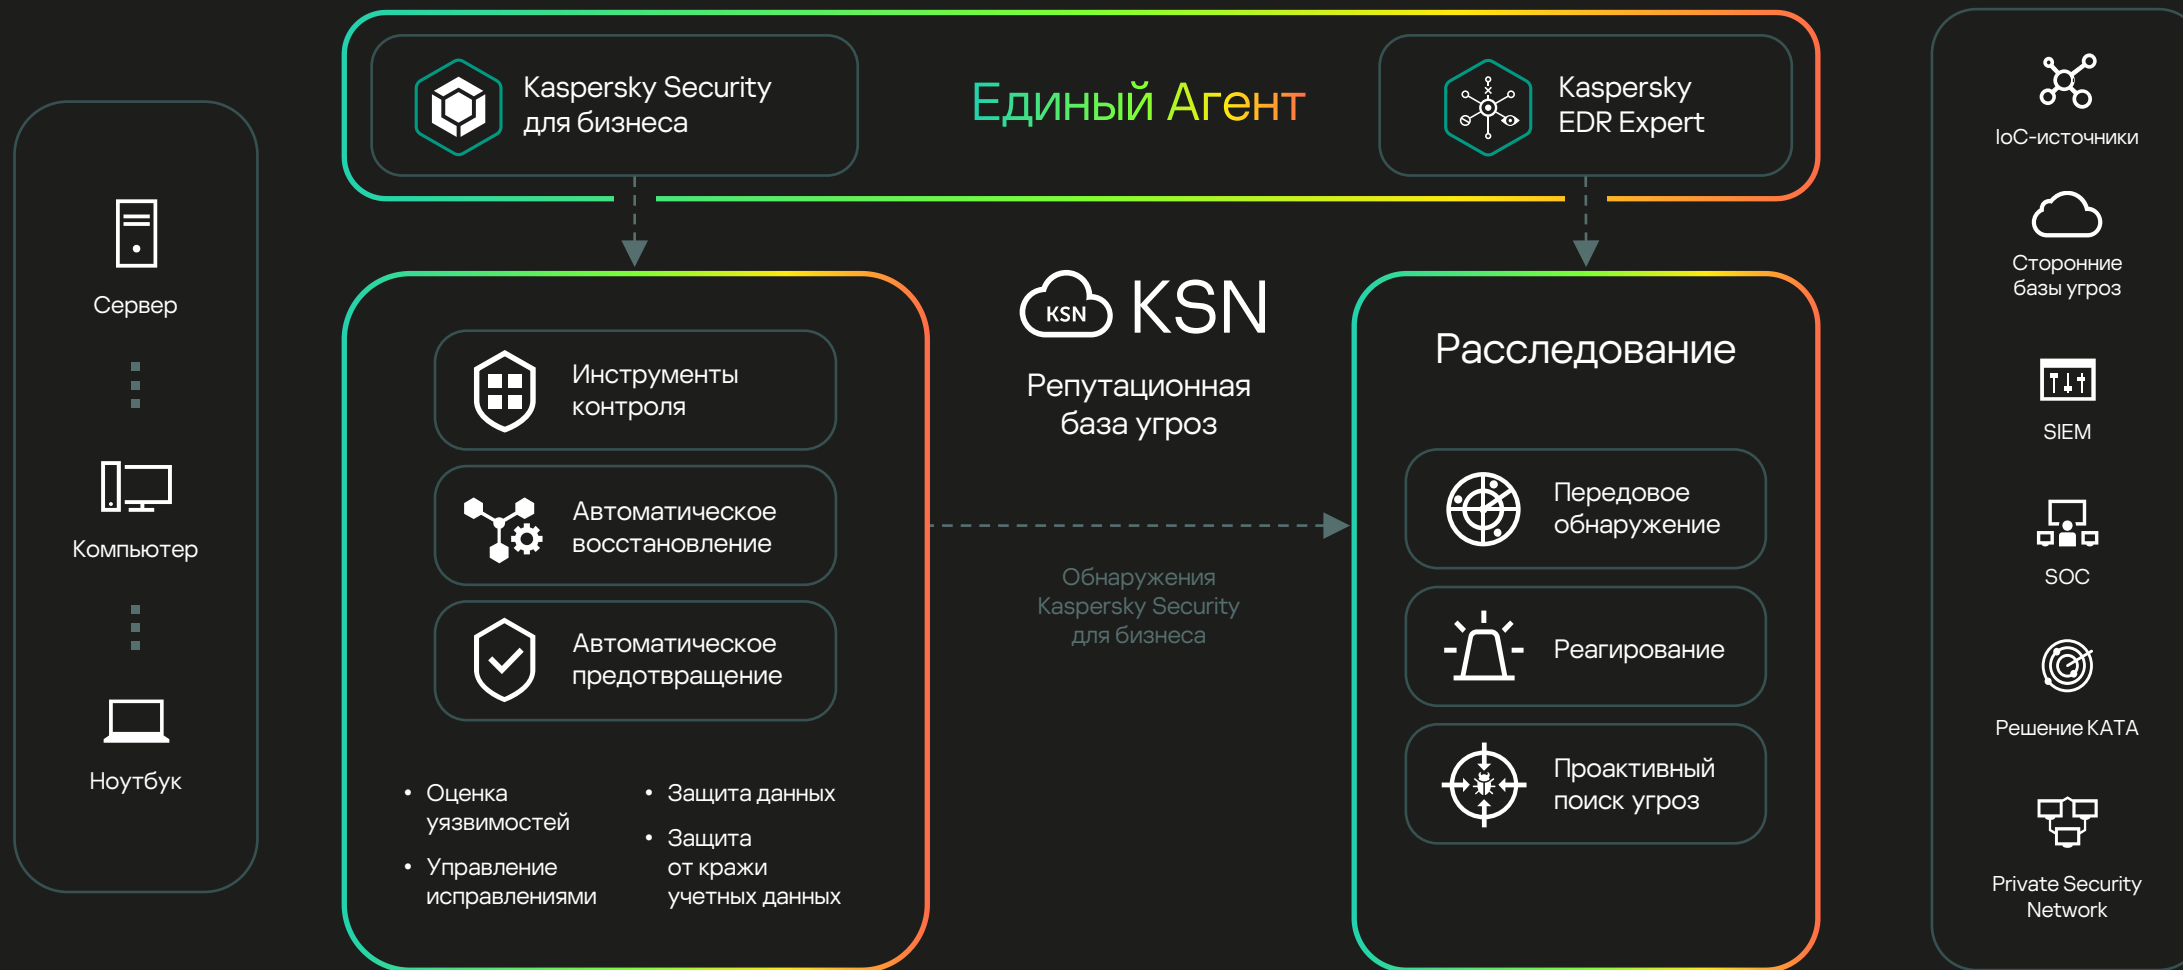 Сервер
Компьютер
Ноутбук
Kaspersky Security
для бизнеса
Единый Агент
Kaspersky
EDR Expert
Инструменты
контроля
Автоматическое
восстановление
Автоматическое
предотвращение
• Оценка
уязвимостей
• Управление
исправлениями
• Защита данных
• Защита
от кражи
учетных данных
KSN
KSN
Репутационная
база угроз
Обнаружения
Kaspersky Security
для бизнеса
Расследование
Передовое
обнаружение
Реагирование
Проактивный
поиск угроз
IoC-источники
Сторонние
базы угроз
SIEM
SOC
Решение KATA
Private Security
Network